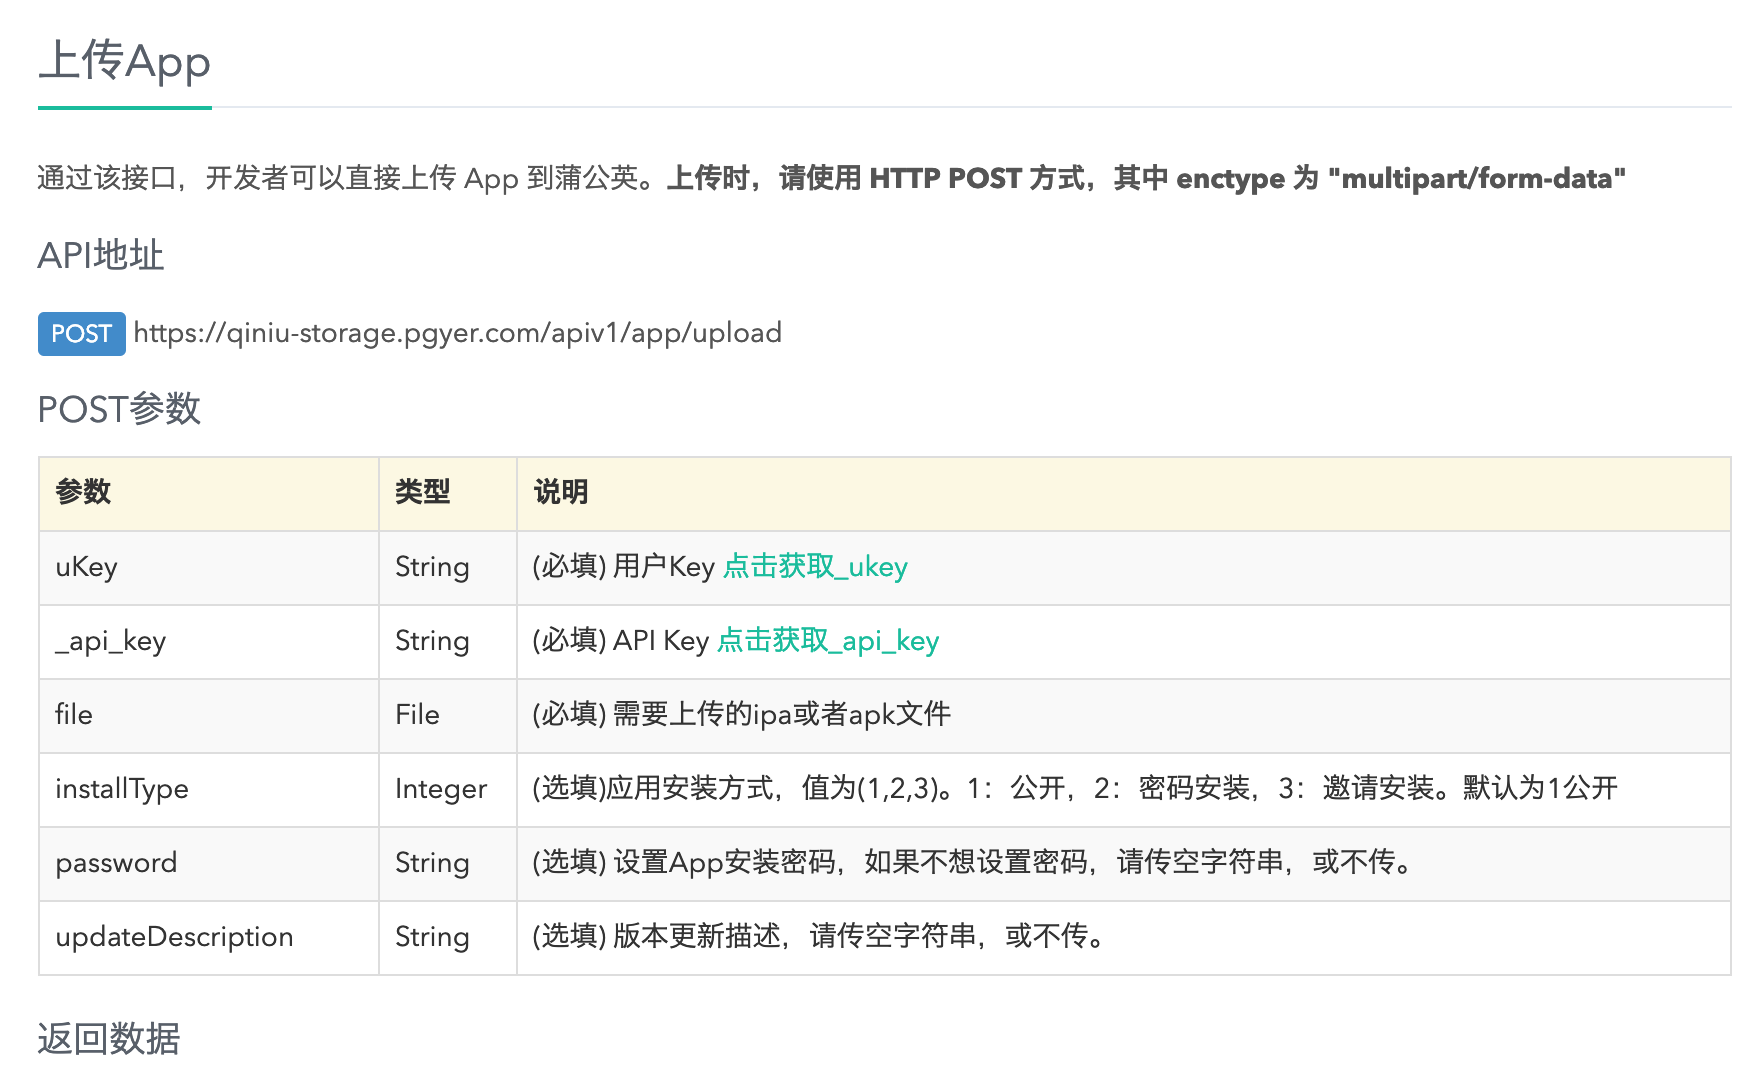 上传App
通过该接口，开发者可以直接上传 App 到蒲公英。上传时，请使用 HTTP POST 方式，其中 enctype 为 "multipart/form-data"
API地址
POST https://qiniu-storage.pgyer.com/apiv1/app/upload
POST参数
参数 类型 说明
uKey String (必填) 用户Key 点击获取_ukey
_api_key String (必填) API Key 点击获取_api_key
file File (必填) 需要上传的ipa或者apk文件
installType Integer (选填)应用安装方式，值为(1,2,3)。1：公开，2：密码安装，3：邀请安装。默认为1公开
password String (选填) 设置App安装密码，如果不想设置密码，请传空字符串，或不传。
updateDescription String (选填) 版本更新描述，请传空字符串，或不传。
返回数据